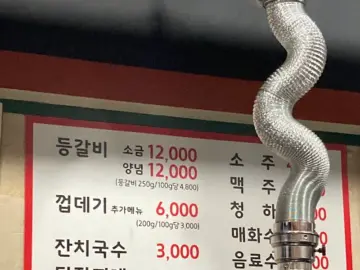 등갈비 소금 12,000
양념 12,000
(등갈비 250g/100g당 4,800)
껍데기 추가메뉴 6,000
(200g/100g당 3,000)
잔치국수 3,000
소주
맥주
청하
매화수
음료수